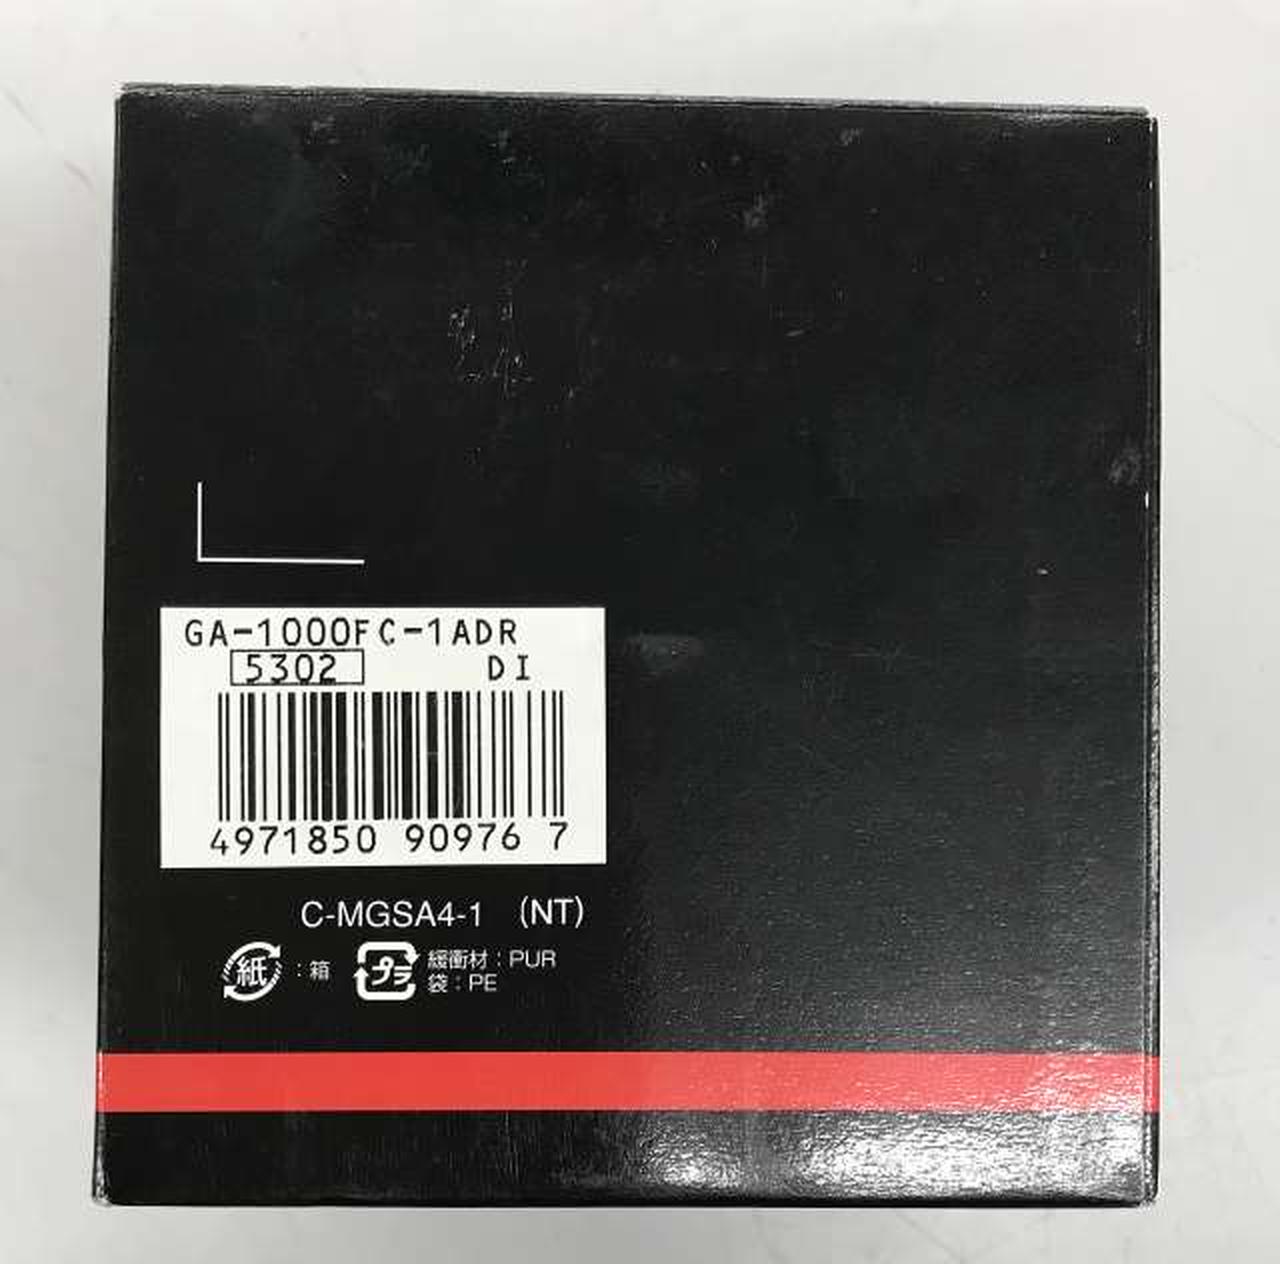 GA-1000FC-1ADR
5302 DI
4971850 90976 7
C-MGSA4-1 (NT)
紙 : 箱 プラ 緩衝材 : PUR
袋 : PE